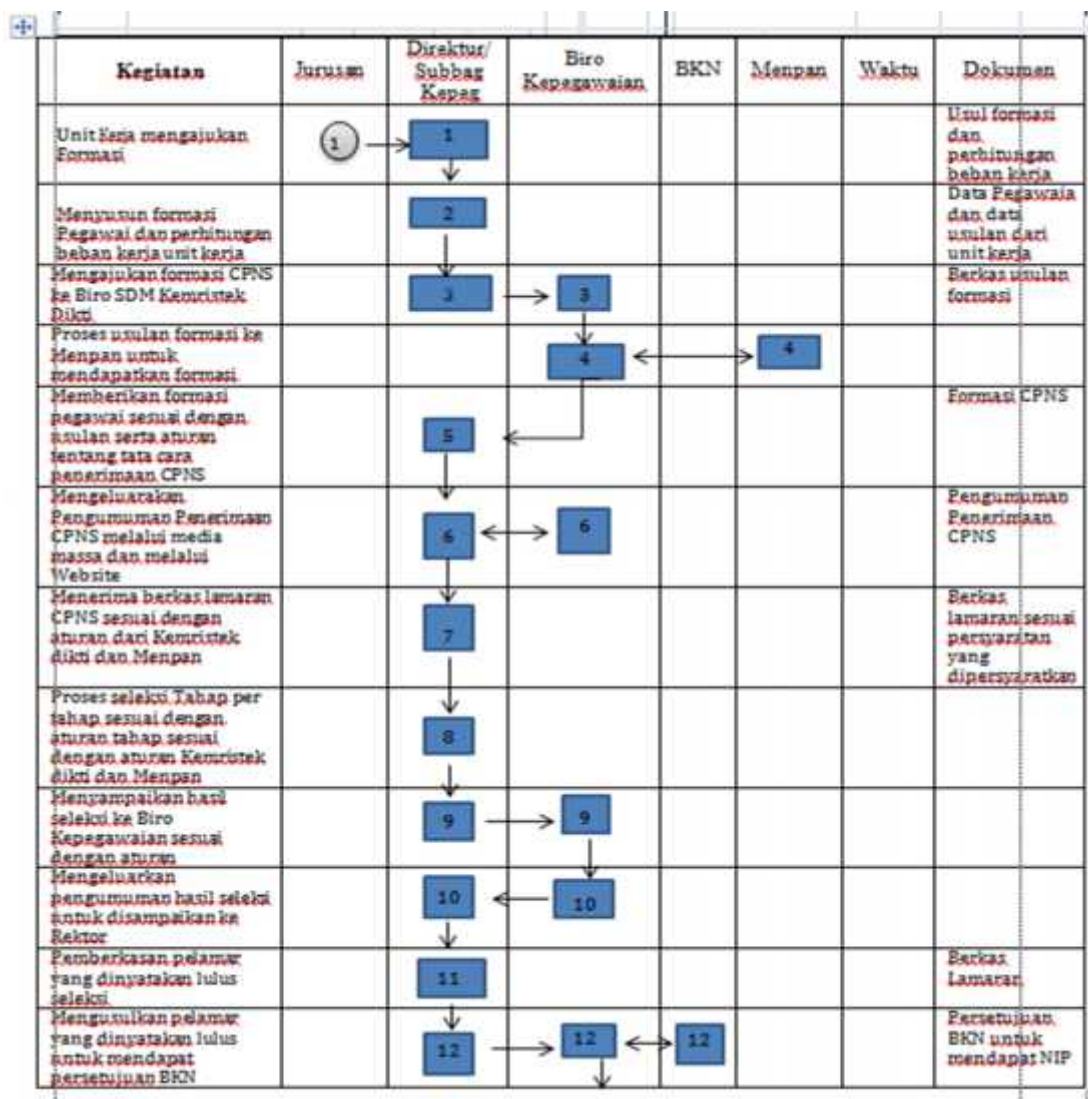 Kegiatan
Jurusan
Direktur/
Subbag
Kepeg
Biro
Kepegawaian
BKN
Menpan
Waktu
Dokumen
Unit Kerja mengajukan
Formasi
1
1
Usul formasi
dan
perhitungan
beban kerja
Menyusun formasi
Pegawai dan perhitungan
beban kerja unit kerja
2
Data Pegawaia
dan data
usulan dari
unit kerja
Mengajukan formasi CPNS
ke Biro SDM Kemristek
Dikti
3
3
Berkas usulan
formasi
Proses usulan formasi ke
Menpan untuk
mendapatkan formasi
4
4
Memberikan formasi
pegawai sesuai dengan
usulan serta aturan
tentang tata cara
penerimaan CPNS
5
Formasi CPNS
Mengeluarakan
Pengumuman Penerimaan
CPNS melalui media
massa dan melalui
Website
6
6
Pengumuman
Penerimaan
CPNS
Menerima berkas lamaran
CPNS sesuai dengan
aturan dari Kemristek
dikti dan Menpan
7
Berkas
lamaran sesuai
persyaratan
yang
dipersyaratkan
Proses seleksi Tahap per
tahap sesuai dengan
aturan tahap sesuai
dengan aturan Kemristek
dikti dan Menpan
8
Menyampaikan hasil
seleksi ke Biro
Kepegawaian sesuai
dengan aturan
9
9
Mengeluarkan
pengumuman hasil seleksi
untuk disampaikan ke
Rektor
10
10
Pemberkasan pelamar
yang dinyatakan lulus
seleksi
11
Berkas
Lamaran
Mengusulkan pelamar
yang dinyatakan lulus
untuk mendapat
persetujuan BKN
12
12
12
Persetujuan
BKN untuk
mendapat NIP